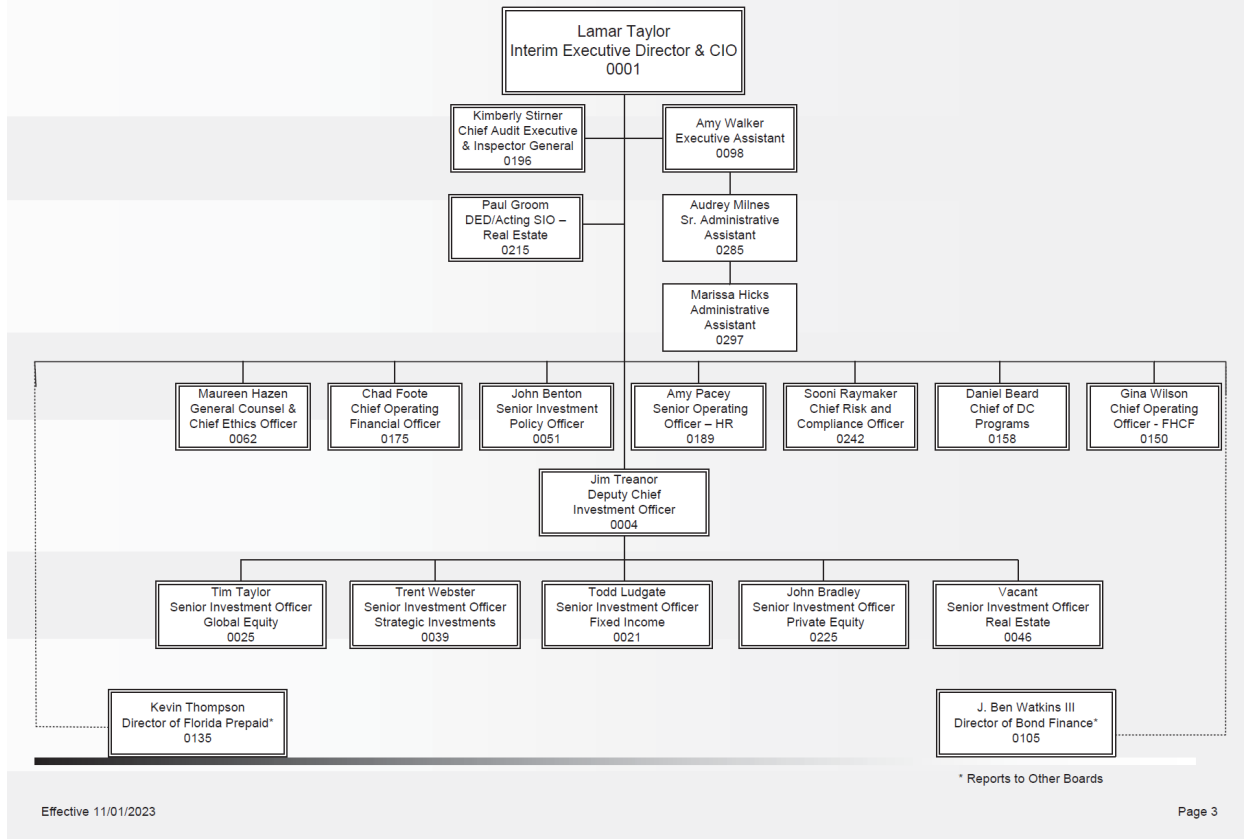 Lamar Taylor
Interim Executive Director & CIO
0001
Kimberly Stirner
Chief Audit Executive
& Inspector General
0196
Amy Walker
Executive Assistant
0098
Paul Groom
DED/Acting SIO –
Real Estate
0215
Audrey Milnes
Sr. Administrative
Assistant
0285
Marissa Hicks
Administrative
Assistant
0297
Maureen Hazen
General Counsel &
Chief Ethics Officer
0062
Chad Foote
Chief Operating
Financial Officer
0175
John Benton
Senior Investment
Policy Officer
0051
Amy Pacey
Senior Operating
Officer – HR
0189
Sooni Raymaker
Chief Risk and
Compliance Officer
0242
Daniel Beard
Chief of DC
Programs
0158
Gina Wilson
Chief Operating
Officer - FHCF
0150
Jim Treanor
Deputy Chief
Investment Officer
0004
Tim Taylor
Senior Investment Officer
Global Equity
0025
Trent Webster
Senior Investment Officer
Strategic Investments
0039
Todd Ludgate
Senior Investment Officer
Fixed Income
0021
John Bradley
Senior Investment Officer
Private Equity
0225
Vacant
Senior Investment Officer
Real Estate
0046
Kevin Thompson
Director of Florida Prepaid*
0135
J. Ben Watkins III
Director of Bond Finance*
0105
* Reports to Other Boards
Effective 11/01/2023
Page 3